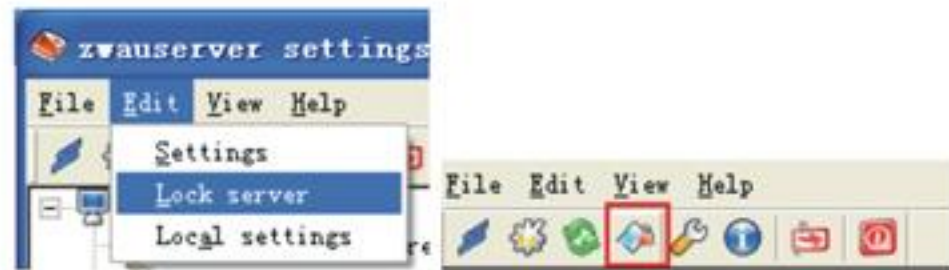 zwauserver settings
File Edit View Help
Settings
Lock server
Local settings
File Edit View Help